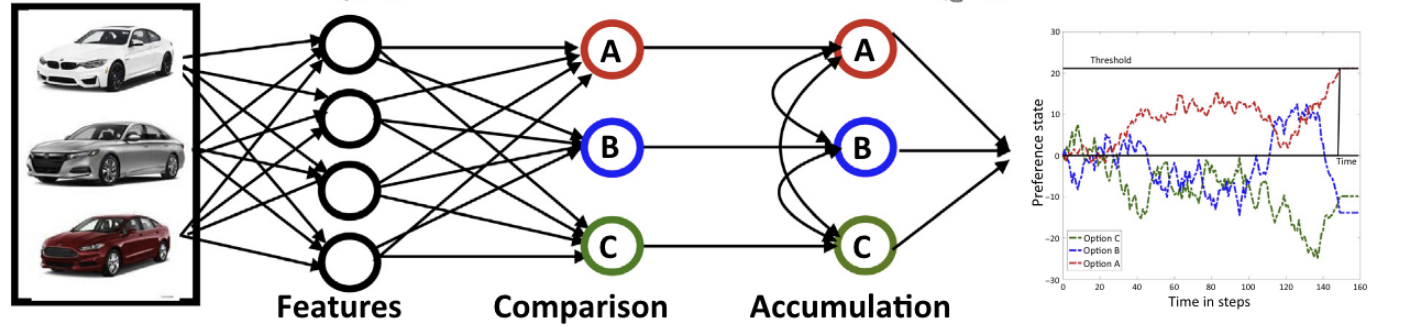 A
B
C
A
B
C
Features
Comparison
Accumulation
30
20
10
0
−10
−20
−30
Preference state
Threshold
Time
Option C
Option B
Option A
0
20
40
60
80
100
120
140
160
Time in steps